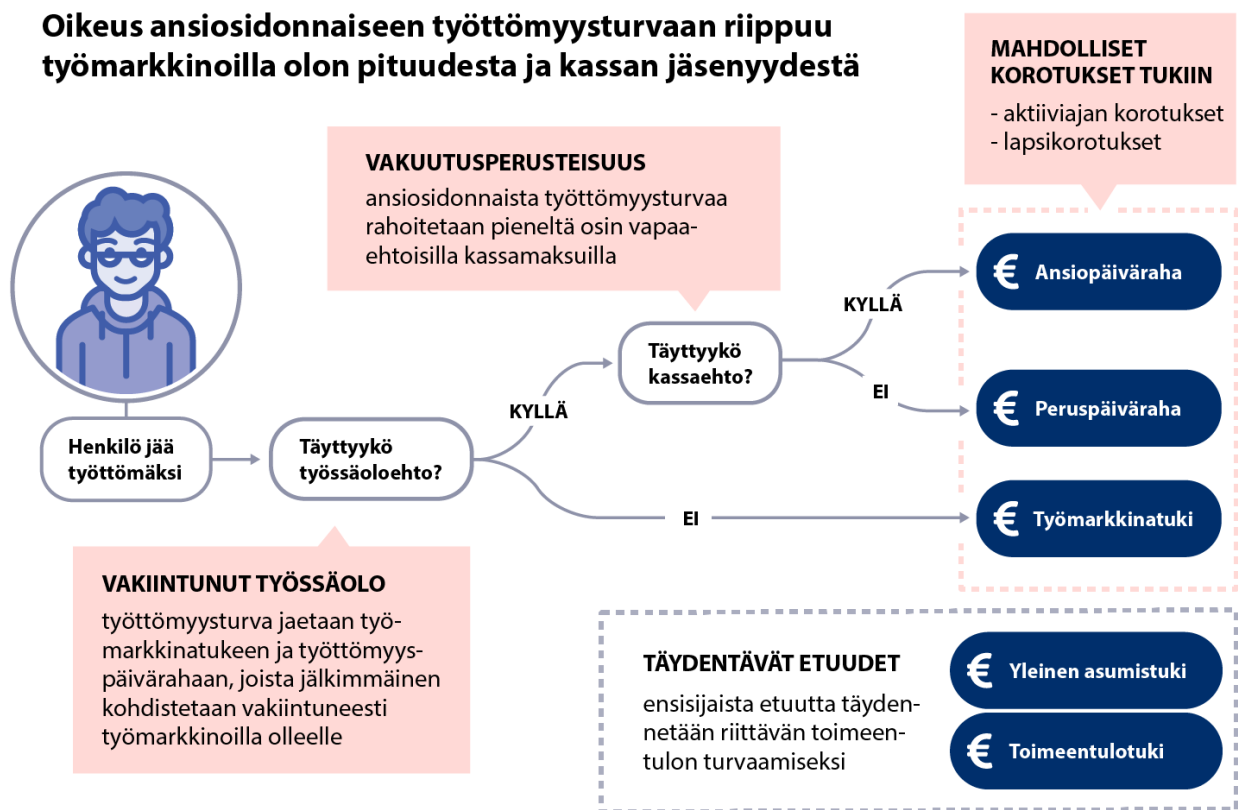 Oikeus ansiosidonnaiseen työttömyysturvaan riippuu
työmarkkinoilla olon pituudesta ja kassan jäsenyydestä
MAHDOLLISET
KOROTUKSET TUKIIN
- aktiiviajan korotukset
- lapsikorotukset
VAKUUTUSPERUSTEISUUS
ansiosidonnaista työttömyysturvaa
rahoitetaan pieneltä osin vapaa-
ehtoisilla kassamaksuilla
Henkilö jää
työttömäksi
Täyttyykö
työssäoloehto?
KYLLÄ
Täyttyykö
kassaehto?
KYLLÄ
€ Ansiopäiväraha
EI
€ Peruspäiväraha
EI
€ Työmarkkinatuki
VAKIINTUNUT TYÖSSÄOLO
työttömyysturva jaetaan työ-
markkinatukeen ja työttömyys-
päivärahaan, joista jälkimmäinen
kohdistetaan vakiintuneesti
työmarkkinoilla olleelle
TÄYDENTÄVÄT ETUUDET
ensisijaista etuutta täyden-
netään riittävän toimeen-
tulon turvaamiseksi
€ Yleinen asumistuki
€ Toimeentulotuki